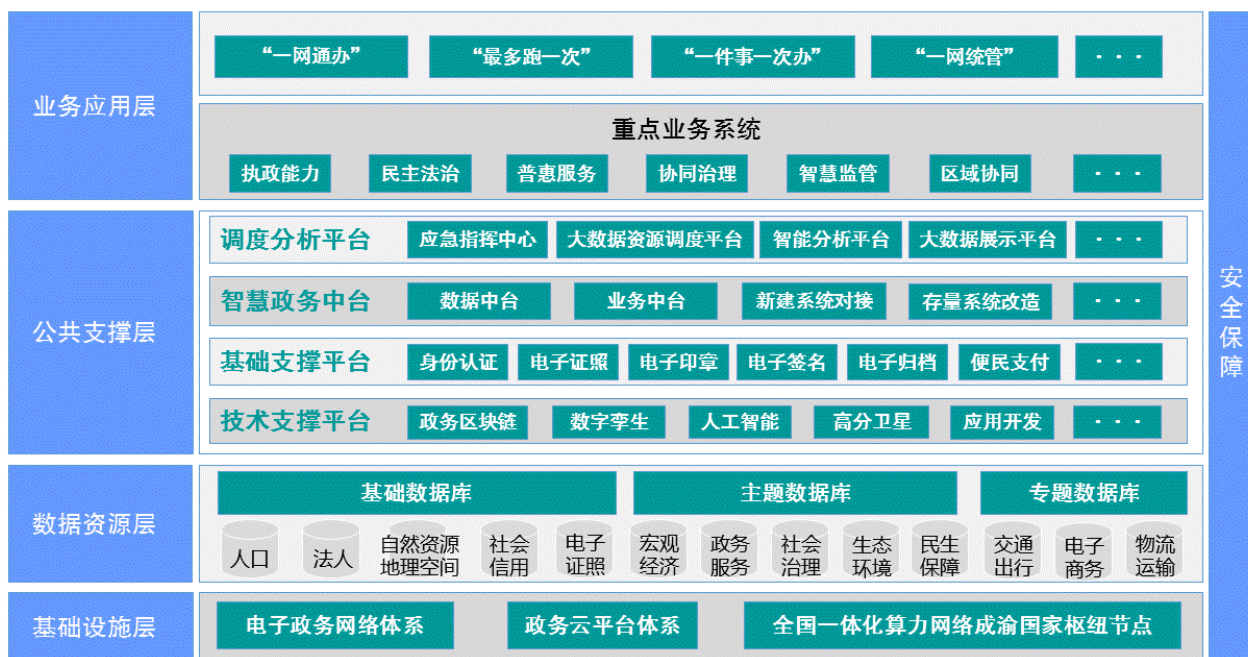 业务应用层
“一网通办” “最多跑一次” “一件事一次办” “一网统管” · · ·
重点业务系统
执政能力 民主法治 普惠服务 协同治理 智慧监管 区域协同 · · ·
公共支撑层
调度分析平台 应急指挥中心 大数据资源调度平台 智能分析平台 大数据展示平台 · · ·
智慧政务中台 数据中台 业务中台 新建系统对接 存量系统改造 · · ·
基础支撑平台 身份认证 电子证照 电子印章 电子签名 电子归档 便民支付 · · ·
技术支撑平台 政务区块链 数字孪生 人工智能 高分卫星 应用开发 · · ·
数据资源层
基础数据库 主题数据库 专题数据库
人口
法人
自然资源
地理空间
社会
信用
电子
证照
宏观
经济
政务
服务
社会
治理
生态
环境
民生
保障
交通
出行
电子
商务
物流
运输
基础设施层
电子政务网络体系 政务云平台体系 全国一体化算力网络成渝国家枢纽节点
安全保障